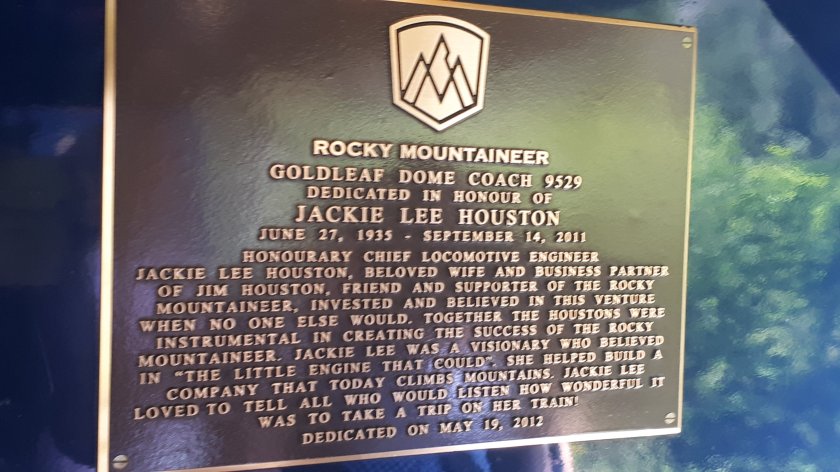 ROCKY MOUNTAINEER
GOLDLEAF DOME COACH 9529
DEDICATED IN HONOUR OF
JACKIE LEE HOUSTON
JUNE 27, 1935 - SEPTEMBER 14, 2011
HONOURARY CHIEF LOCOMOTIVE ENGINEER
JACKIE LEE HOUSTON, BELOVED WIFE AND BUSINESS PARTNER
OF JIM HOUSTON, FRIEND AND SUPPORTER OF THE ROCKY
MOUNTAINEER, INVESTED AND BELIEVED IN THIS VENTURE
WHEN NO ONE ELSE WOULD. TOGETHER THE HOUSTONS WERE
INSTRUMENTAL IN CREATING THE SUCCESS OF THE ROCKY
MOUNTAINEER. JACKIE LEE WAS A VISIONARY WHO BELIEVED
IN "THE LITTLE ENGINE THAT COULD". SHE HELPED BUILD A
COMPANY THAT TODAY CLIMBS MOUNTAINS. JACKIE LEE
LOVED TO TELL ALL WHO WOULD LISTEN HOW WONDERFUL IT
WAS TO TAKE A TRIP ON HER TRAIN!
DEDICATED ON MAY 19, 2012